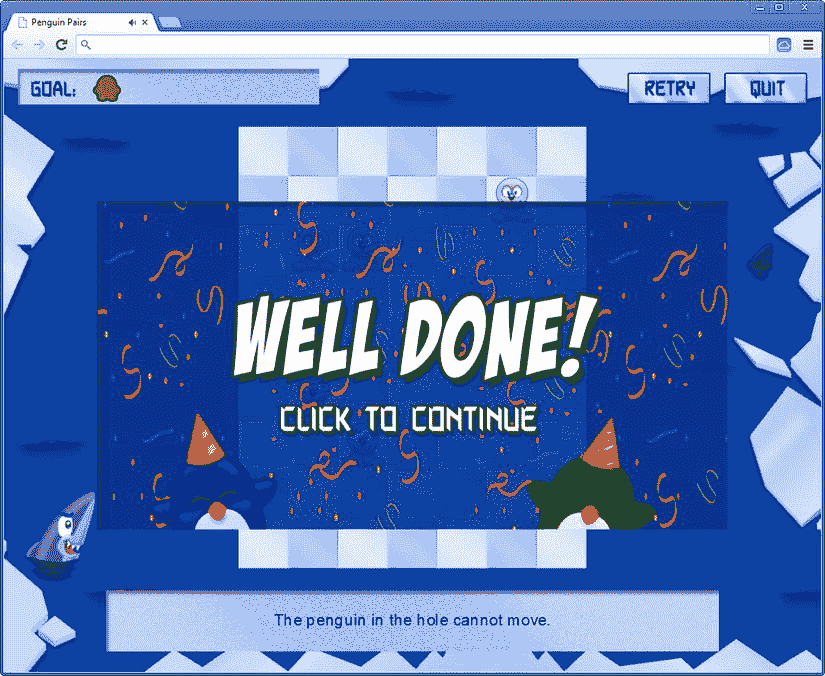 Penguin Pairs
GOAL:
RETRY
QUIT
WELL DONE!
CLICK TO CONTINUE
The penguin in the hole cannot move.